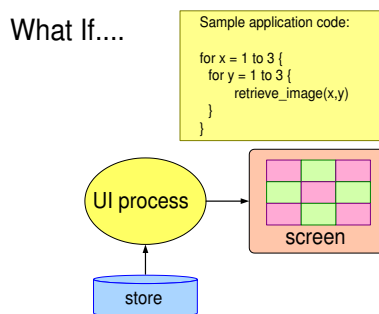 What If....
Sample application code:
for x = 1 to 3 {
for y = 1 to 3 {
retrieve_image(x,y)
}
}
UI process
screen
store